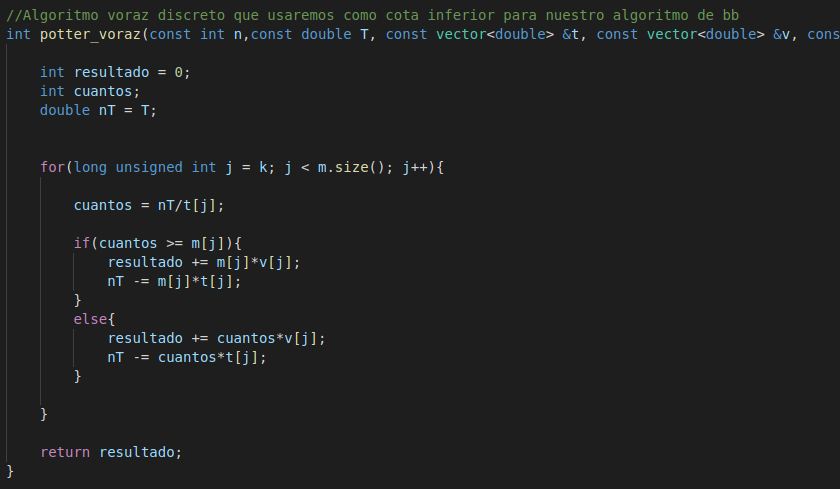 //Algoritmo voraz discreto que usaremos como cota inferior para nuestro algoritmo de bb
int potter_voraz(const int n,const double T, const vector<double> &t, const vector<double> &v, cons
int resultado = 0;
int cuantos;
double nT = T;
for(long unsigned int j = k; j < m.size(); j++){
cuantos = nT/t[j];
if(cuantos >= m[j]){
resultado += m[j]*v[j];
nT -= m[j]*t[j];
}
else{
resultado += cuantos*v[j];
nT -= cuantos*t[j];
}
}
return resultado;
}